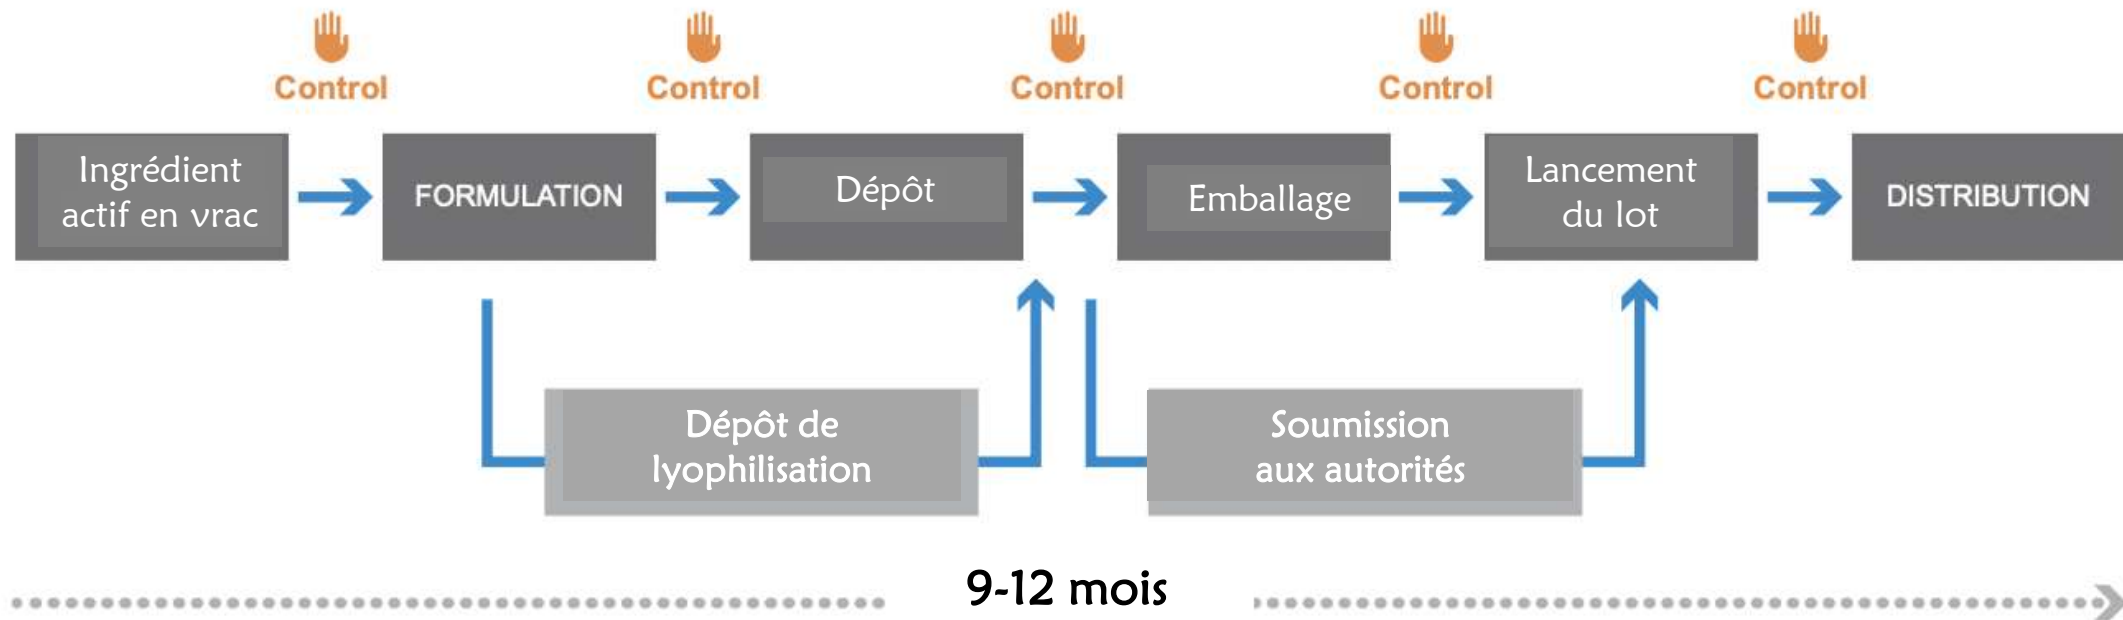 Control
Control
Control
Control
Control
Ingrédient
actif en vrac
FORMULATION
Dépôt
Emballage
Lancement
du lot
DISTRIBUTION
Dépôt de
lyophilisation
Soumission
aux autorités
9-12 mois